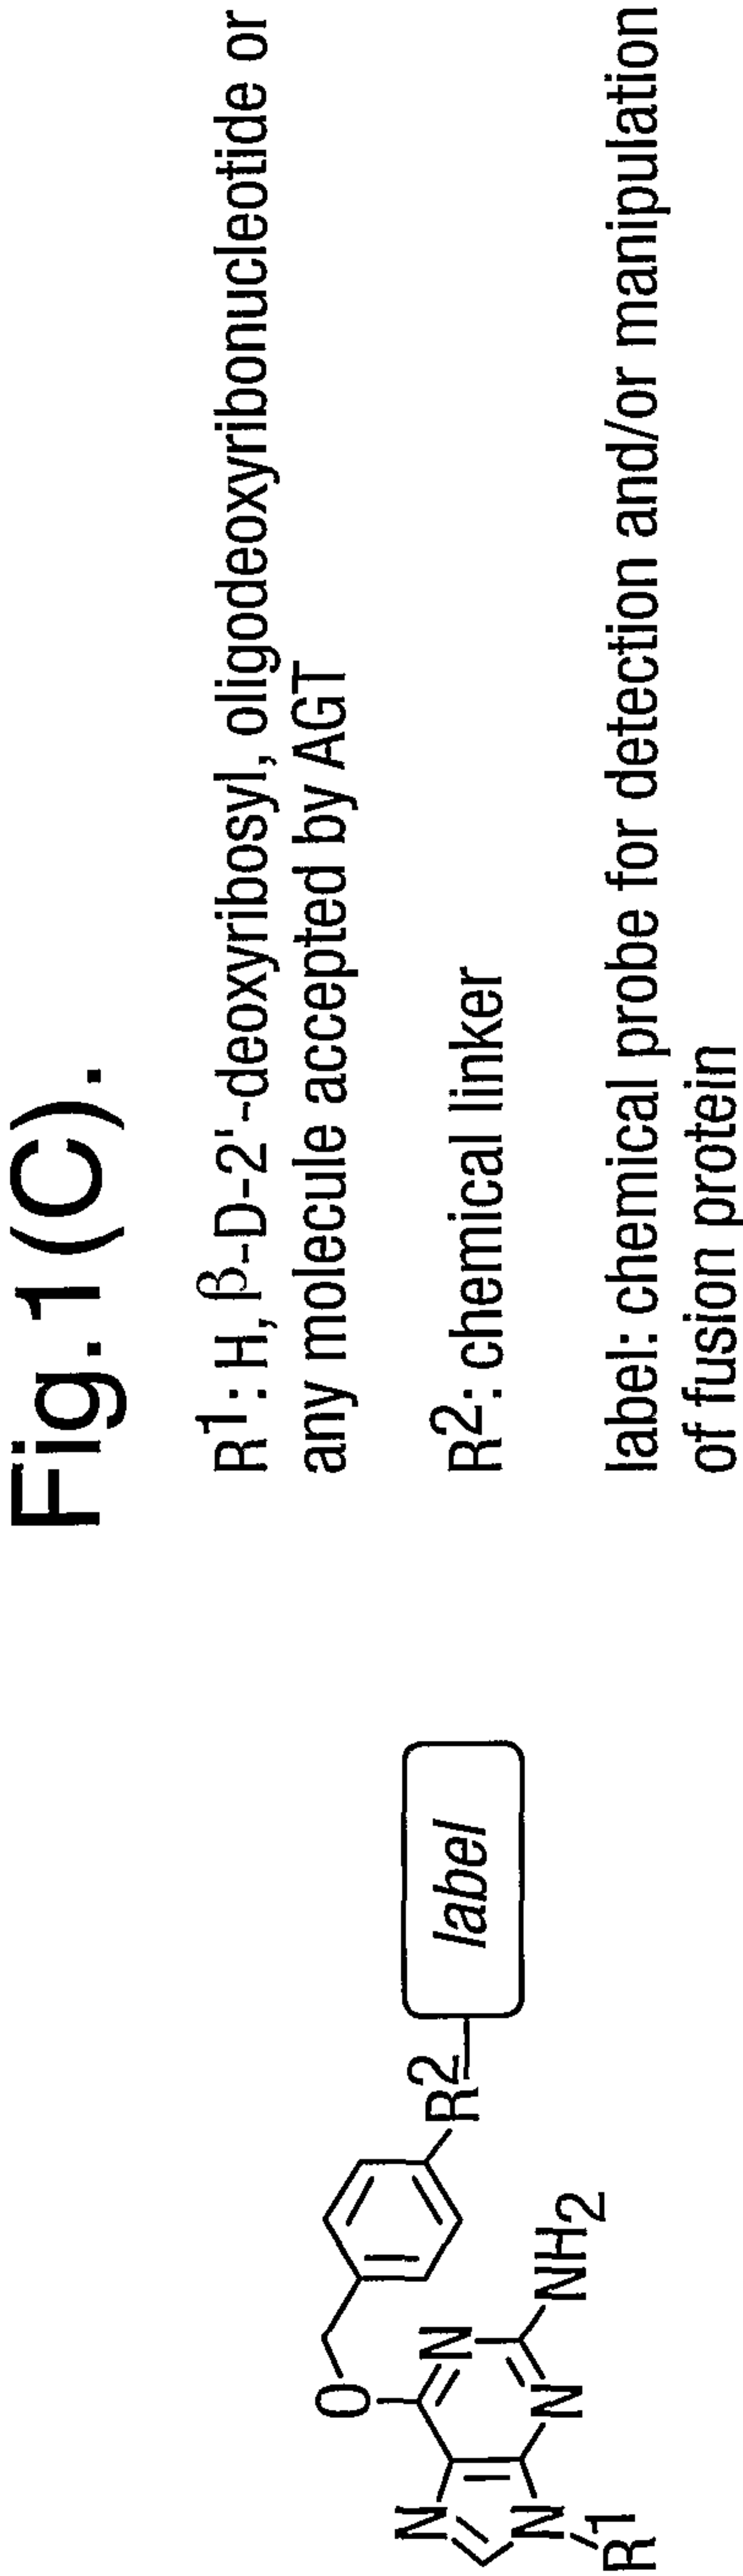 Fig.1(C).
R1: H, β-D-2'-deoxyribosyl, oligodeoxyribonucleotide or
any molecule accepted by AGT
R2: chemical linker
label: chemical probe for detection and/or manipulation
of fusion protein
O
N
N
N
N
NH2
R1
R2
label